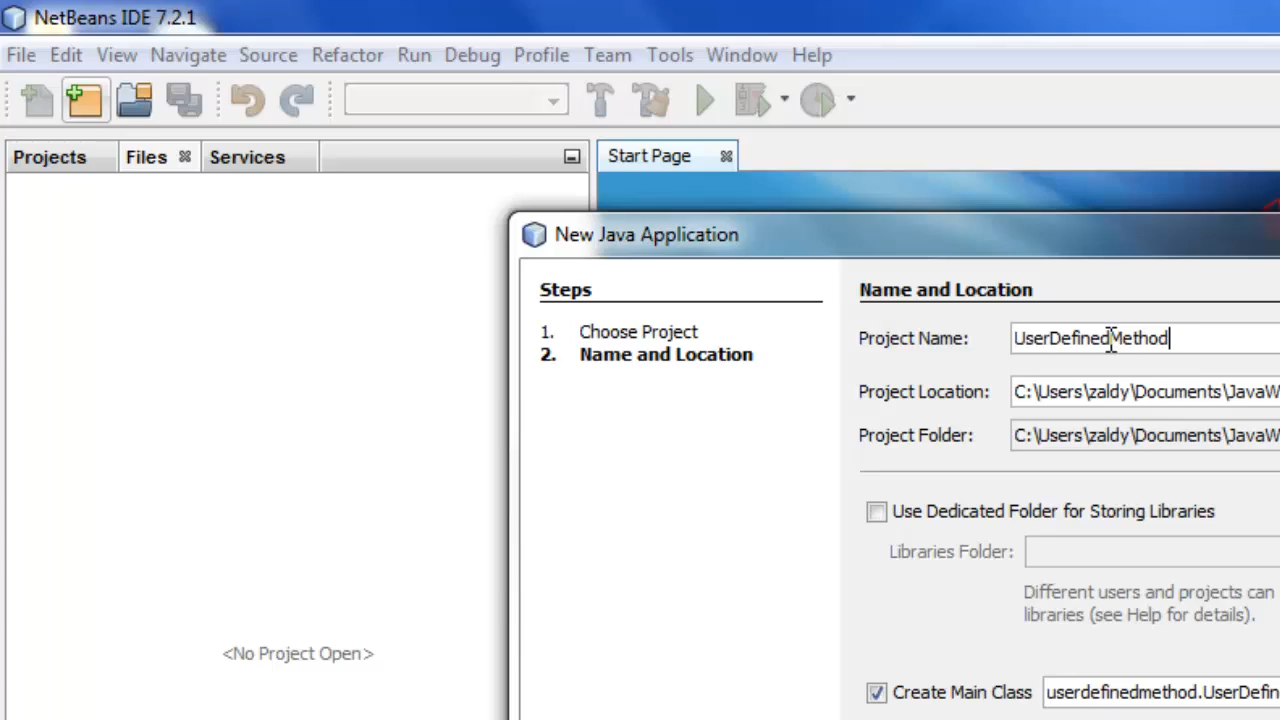 NetBeans IDE 7.2.1
File Edit View Navigate Source Refactor Run Debug Profile Team Tools Window Help
Projects Files Services Start Page
New Java Application
Steps
1. Choose Project
2. Name and Location
Name and Location
Project Name: UserDefinedMethod
Project Location: C:\Users\zaldy\Documents\JavaW
Project Folder: C:\Users\zaldy\Documents\JavaW
Use Dedicated Folder for Storing Libraries
Libraries Folder:
Different users and projects can
libraries (see Help for details).
<No Project Open>
Create Main Class userdefinedmethod.UserDefin